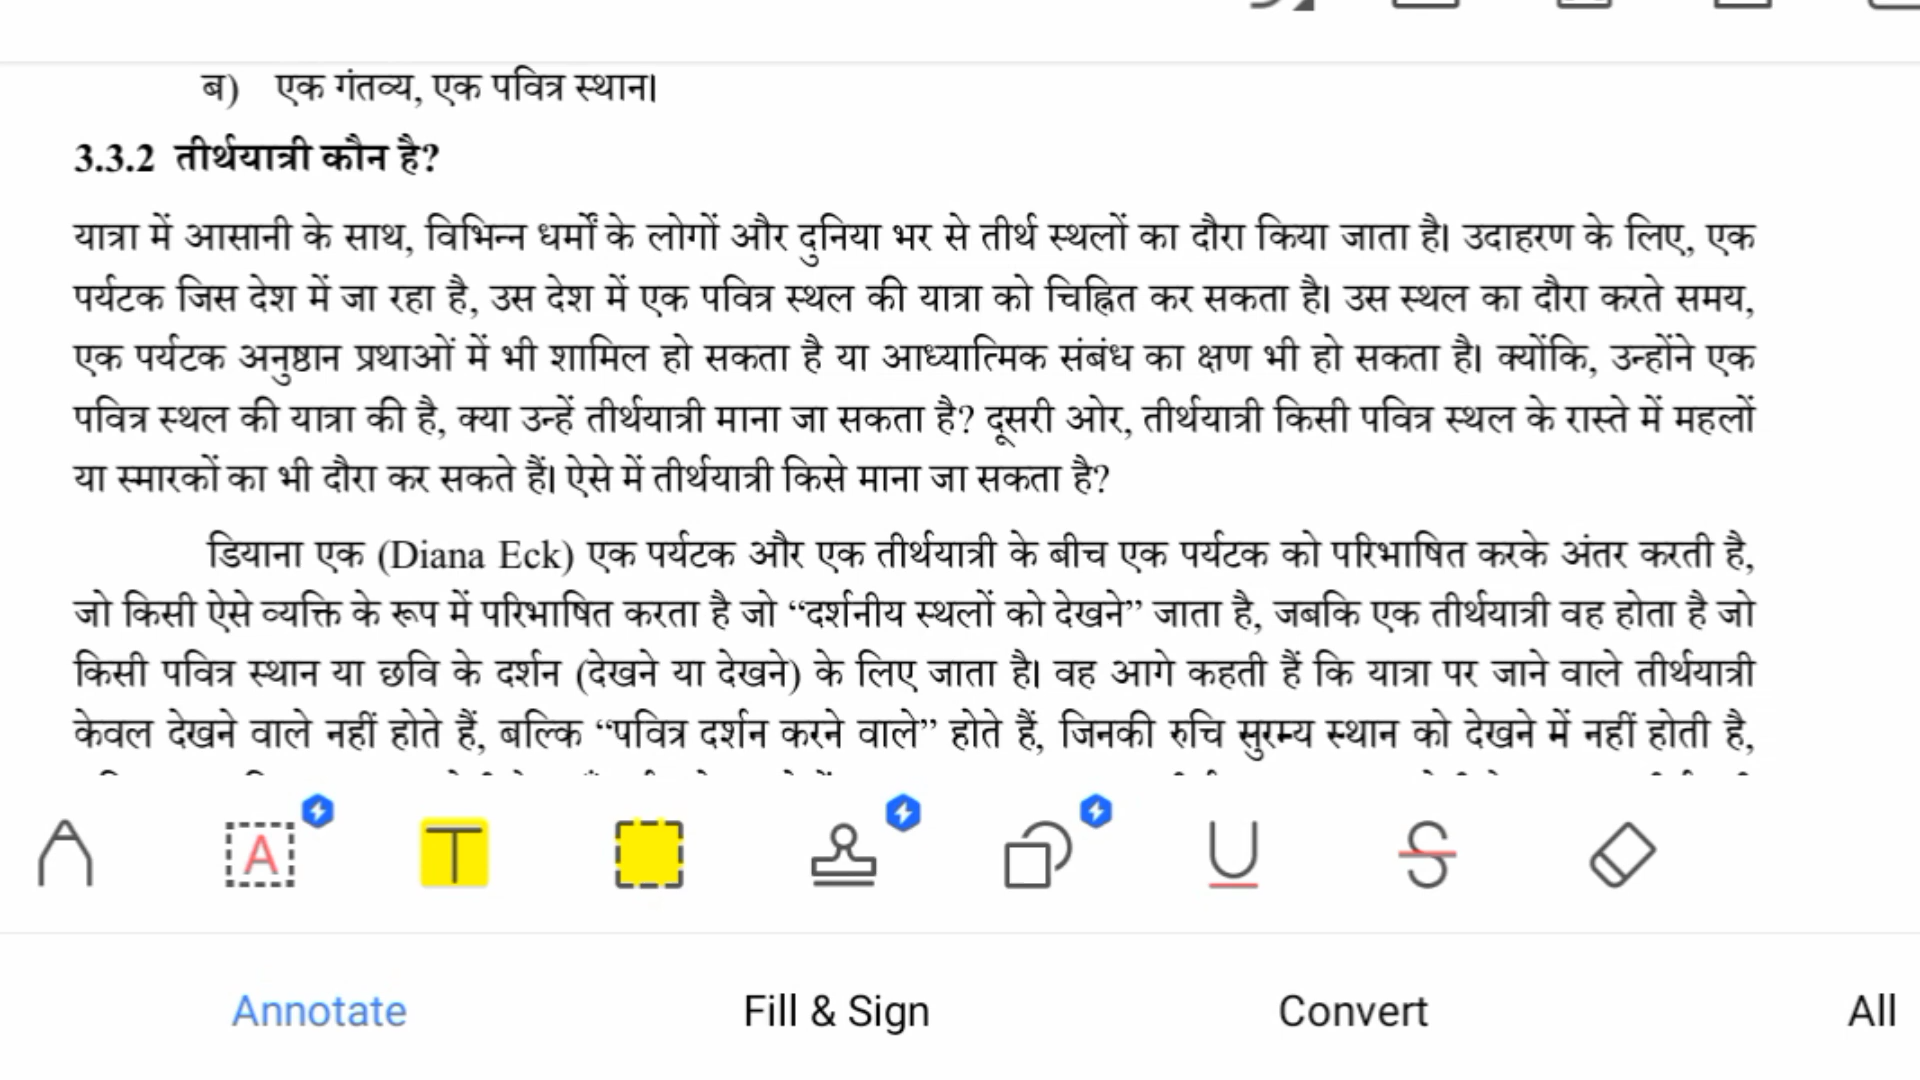 ब) एक गंतव्य, एक पवित्र स्थान।
3.3.2 तीर्थयात्री कौन है?
यात्रा में आसानी के साथ, विभिन्न धर्मों के लोगों और दुनिया भर से तीर्थ स्थलों का दौरा किया जाता है। उदाहरण के लिए, एक
पर्यटक जिस देश में जा रहा है, उस देश में एक पवित्र स्थल की यात्रा को चिह्नित कर सकता है। उस स्थल का दौरा करते समय,
एक पर्यटक अनुष्ठान प्रथाओं में भी शामिल हो सकता है या आध्यात्मिक संबंध का क्षण भी हो सकता है। क्योंकि, उन्होंने एक
पवित्र स्थल की यात्रा की है, क्या उन्हें तीर्थयात्री माना जा सकता है? दूसरी ओर, तीर्थयात्री किसी पवित्र स्थल के रास्ते में महलों
या स्मारकों का भी दौरा कर सकते हैं। ऐसे में तीर्थयात्री किसे माना जा सकता है?
डियाना एक (Diana Eck) एक पर्यटक और एक तीर्थयात्री के बीच एक पर्यटक को परिभाषित करके अंतर करती है,
जो किसी ऐसे व्यक्ति के रूप में परिभाषित करता है जो “दर्शनीय स्थलों को देखने” जाता है, जबकि एक तीर्थयात्री वह होता है जो
किसी पवित्र स्थान या छवि के दर्शन (देखने या देखने) के लिए जाता है। वह आगे कहती हैं कि यात्रा पर जाने वाले तीर्थयात्री
केवल देखने वाले नहीं होते हैं, बल्कि “पवित्र दर्शन करने वाले” होते हैं, जिनकी रुचि सुरम्य स्थान को देखने में नहीं होती है,
Annotate Fill & Sign Convert All